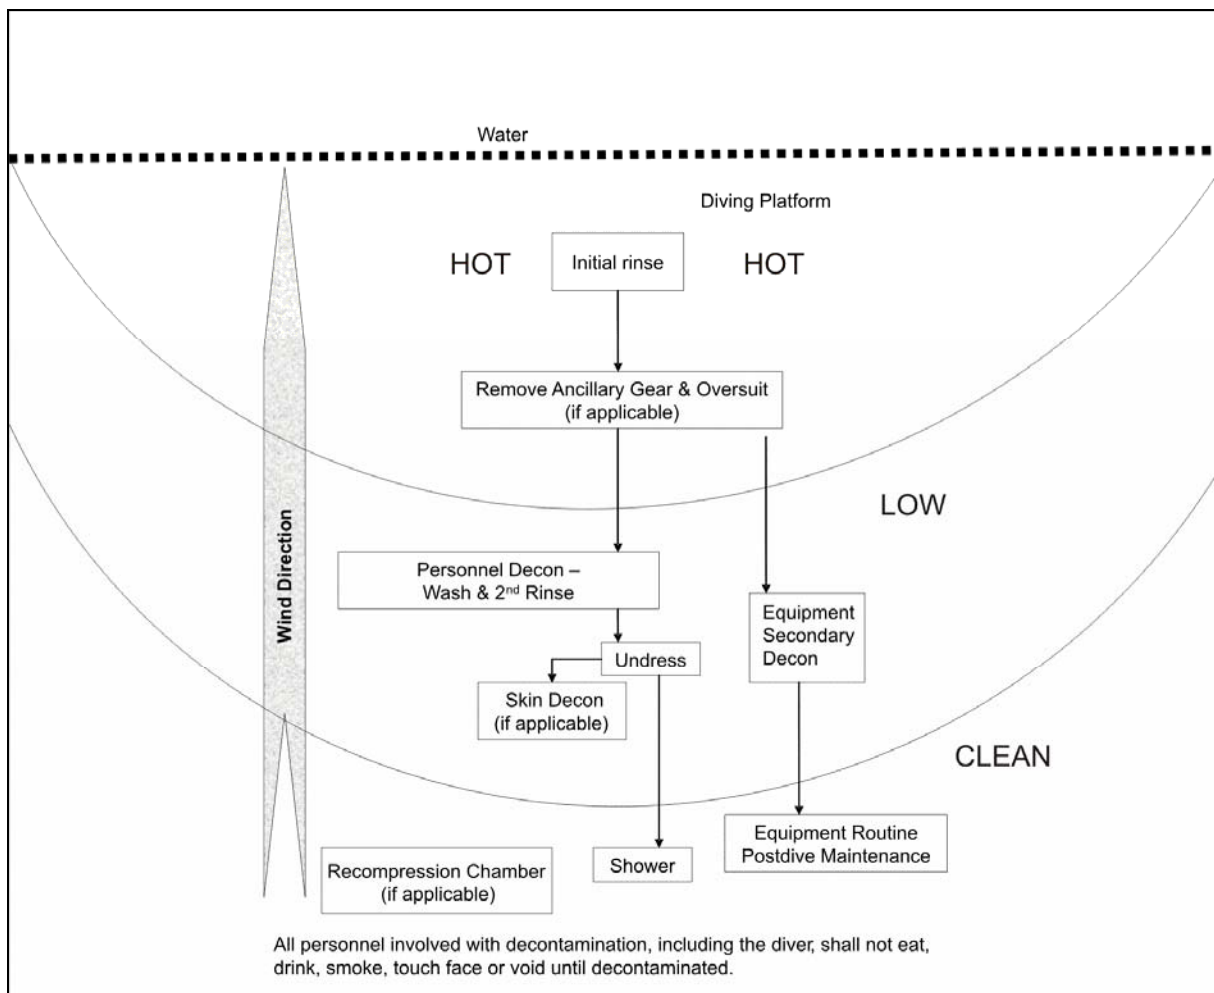 Water
Diving Platform
HOT
Initial rinse
HOT
Remove Ancillary Gear & Oversuit
(if applicable)
LOW
Wind Direction
Personnel Decon –
Wash & 2nd Rinse
Equipment
Secondary
Decon
Undress
Skin Decon
(if applicable)
CLEAN
Equipment Routine
Postdive Maintenance
Shower
Recompression Chamber
(if applicable)
All personnel involved with decontamination, including the diver, shall not eat,
drink, smoke, touch face or void until decontaminated.